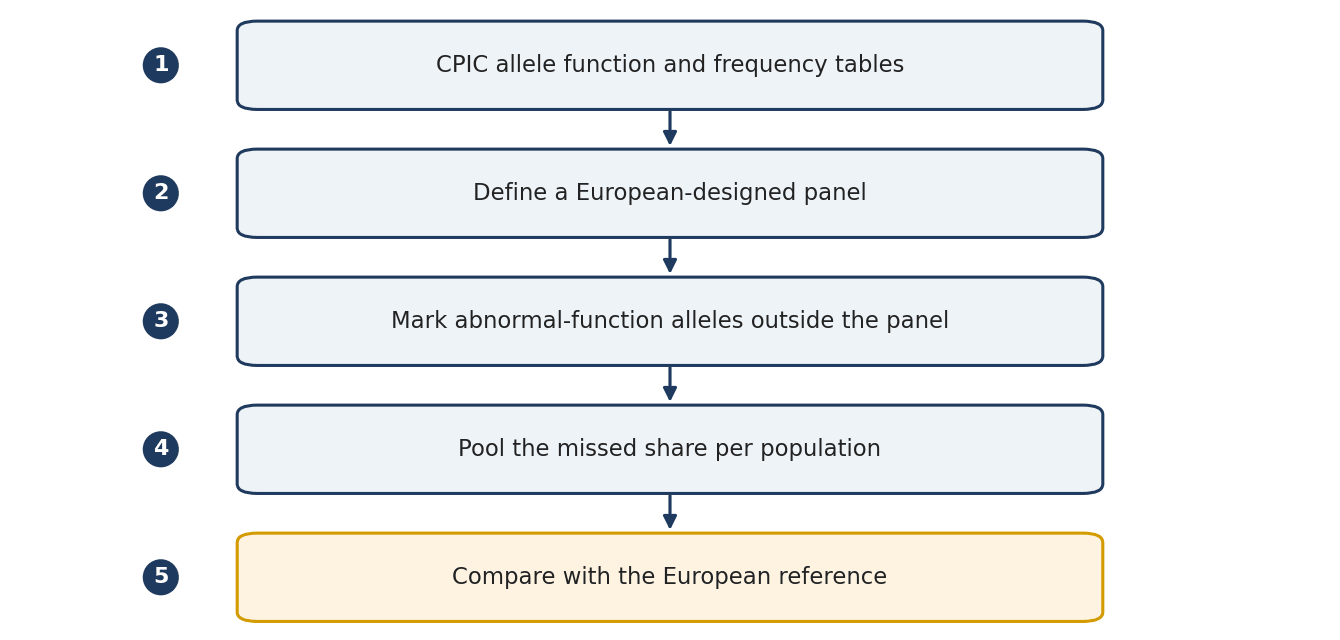 1 CPIC allele function and frequency tables
2 Define a European-designed panel
3 Mark abnormal-function alleles outside the panel
4 Pool the missed share per population
5 Compare with the European reference